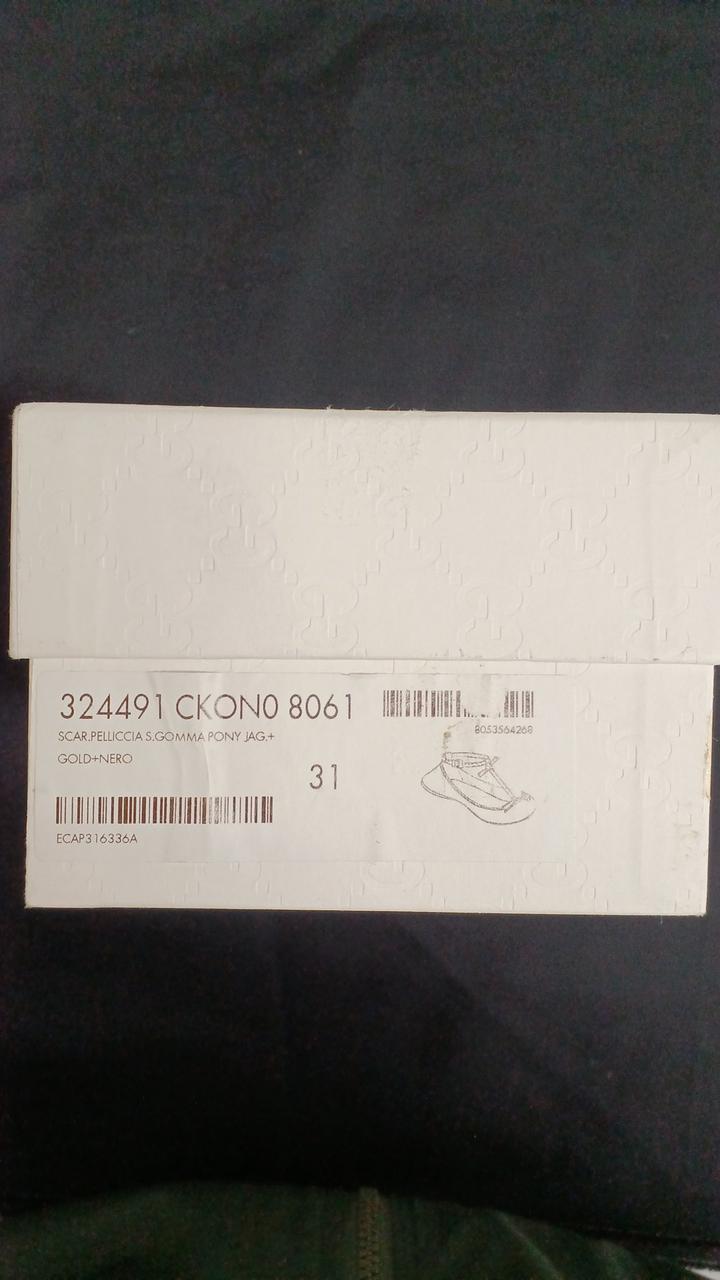 324491 CKON0 8061
8053564268
SCAR.PELLICCIA S.GOMMA PONY JAG.+
GOLD+NERO
31
ECAP316336A